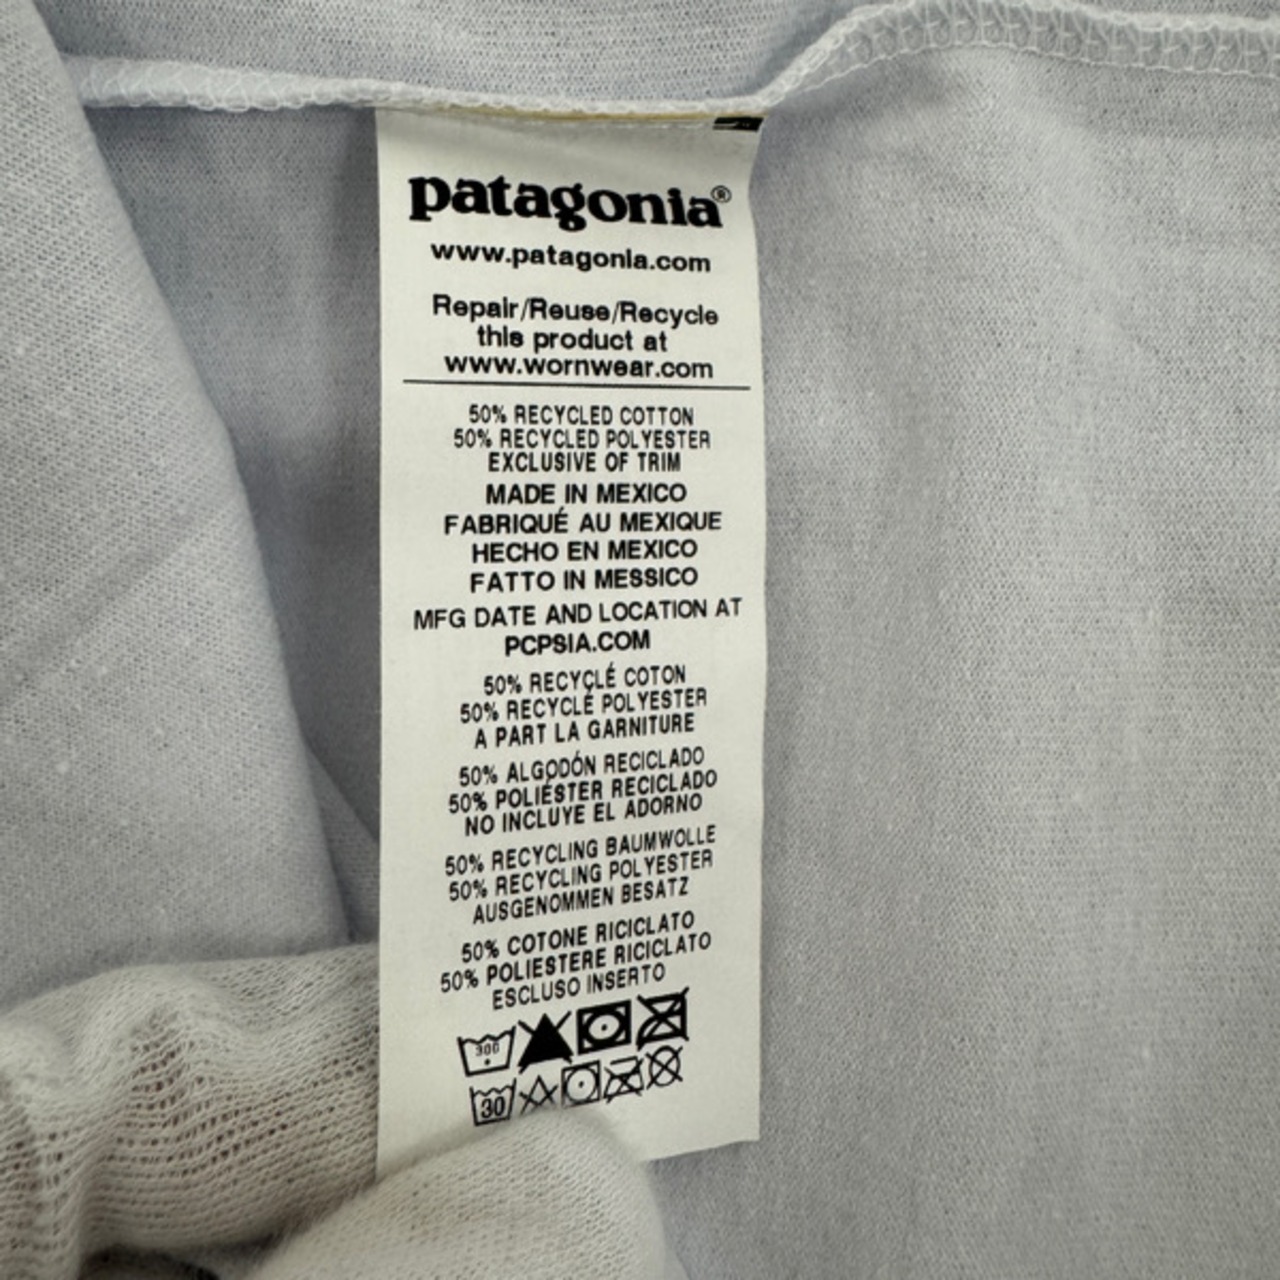 patagonia®
www.patagonia.com
Repair/Reuse/Recycle
this product at
www.wornwear.com
50% RECYCLED COTTON
50% RECYCLED POLYESTER
EXCLUSIVE OF TRIM
MADE IN MEXICO
FABRIQUÉ AU MEXIQUE
HECHO EN MEXICO
FATTO IN MESSICO
MFG DATE AND LOCATION AT
PCPSIA.COM
50% RECYCLÉ COTON
50% RECYCLÉ POLYESTER
A PART LA GARNITURE
50% ALGODÓN RECICLADO
50% POLIÉSTER RECICLADO
NO INCLUYE EL ADORNO
50% RECYCLING BAUMWOLLE
50% RECYCLING POLYESTER
AUSGENOMMEN BESATZ
50% COTONE RICICLATO
50% POLIESTERE RICICLATO
ESCLUSO INSERTO
30